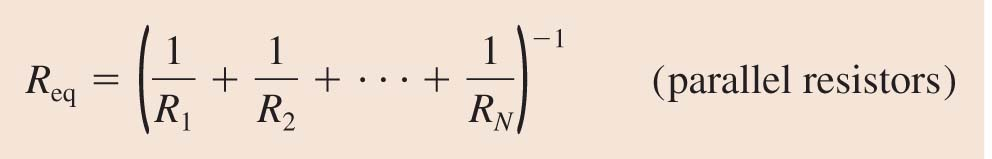 R_eq = (1/R_1 + 1/R_2 + · · · + 1/R_N)^−1 (parallel resistors)